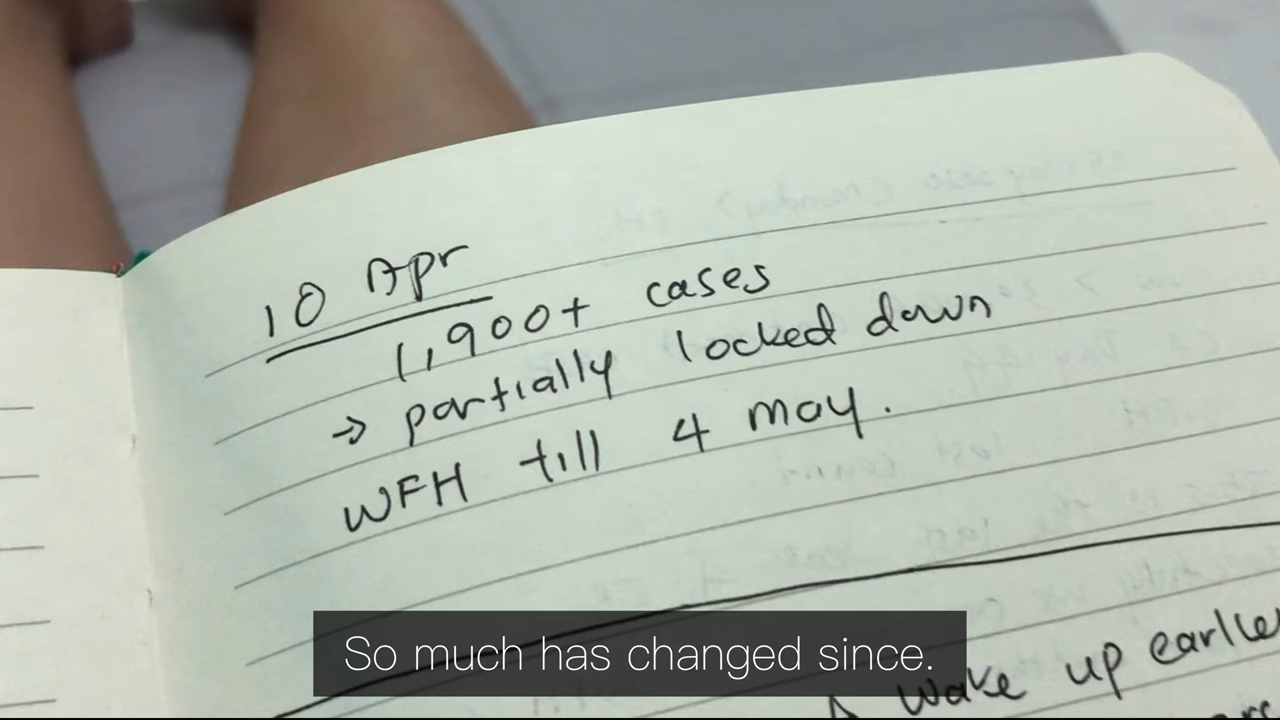 10 Apr
1,900+ cases
→ partially locked down
WFH till 4 may.
wake up earlie
So much has changed since.